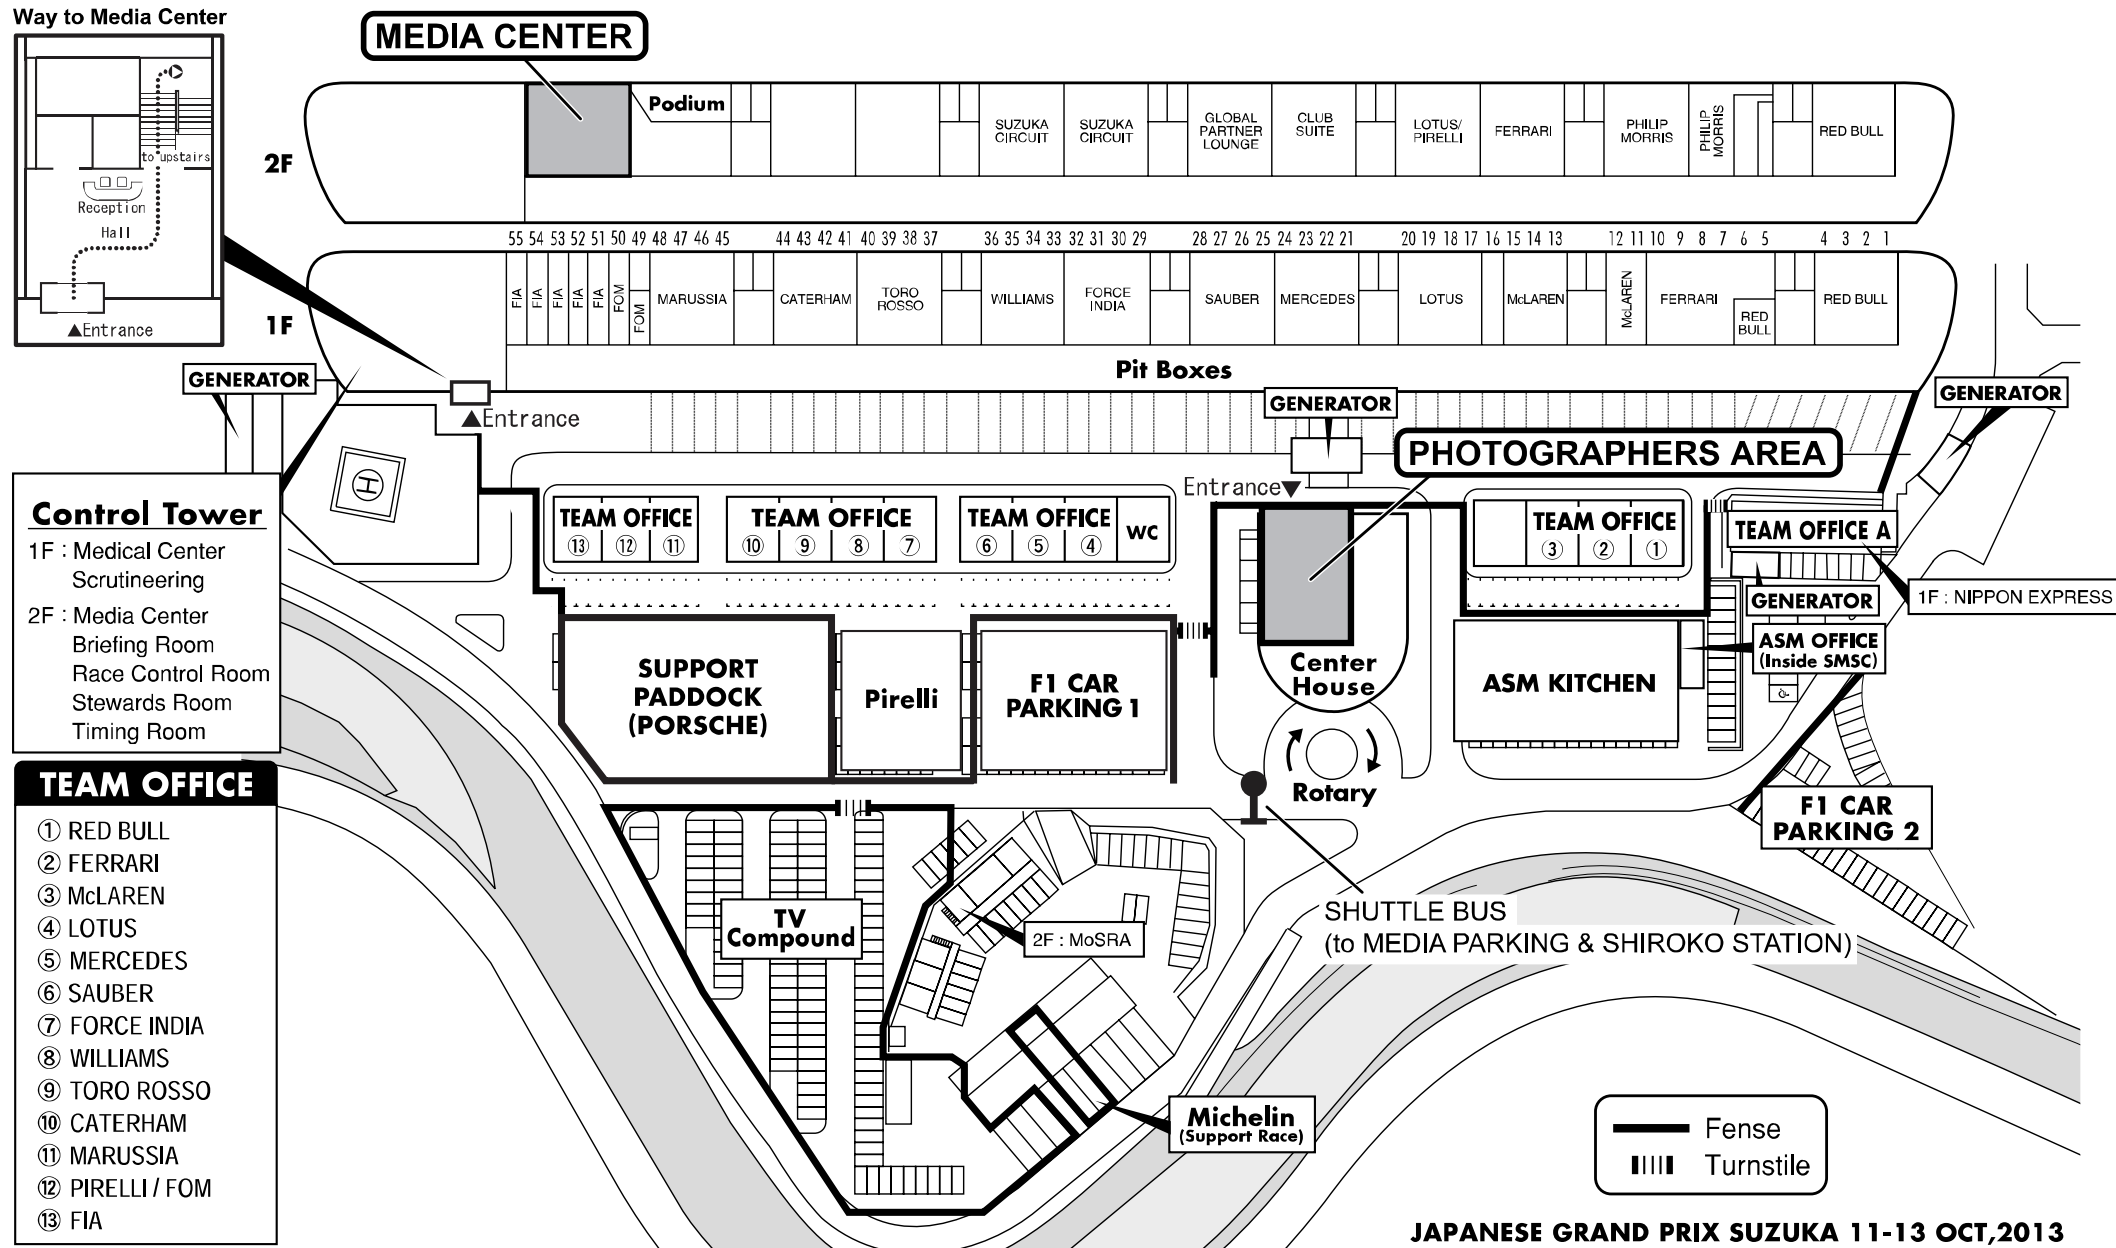 Way to Media Center
to upstairs
Reception
Hall
▲Entrance
MEDIA CENTER
2F
Podium
SUZUKA
CIRCUIT
SUZUKA
CIRCUIT
GLOBAL
PARTNER
LOUNGE
CLUB
SUITE
LOTUS/
PIRELLI
FERRARI
PHILIP
MORRIS
PHILIP
MORRIS
RED BULL
55 54 53 52 51 50 49 48 47 46 45 44 43 42 41 40 39 38 37 36 35 34 33 32 31 30 29 28 27 26 25 24 23 22 21 20 19 18 17 16 15 14 13 12 11 10 9 8 7 6 5 4 3 2 1
1F
FIA
FIA
FIA
FIA
FIA
FOM
FOM
MARUSSIA
CATERHAM
TORO
ROSSO
WILLIAMS
FORCE
INDIA
SAUBER
MERCEDES
LOTUS
McLAREN
McLAREN
FERRARI
RED
BULL
RED BULL
Pit Boxes
GENERATOR
▲Entrance
GENERATOR
GENERATOR
PHOTOGRAPHERS AREA
Entrance▼
H
Control Tower
1F : Medical Center
Scrutineering
2F : Media Center
Briefing Room
Race Control Room
Stewards Room
Timing Room
TEAM OFFICE
⑬ ⑫ ⑪
TEAM OFFICE
⑩ ⑨ ⑧ ⑦
TEAM OFFICE
⑥ ⑤ ④
WC
TEAM OFFICE
③ ② ①
TEAM OFFICE A
1F : NIPPON EXPRESS
GENERATOR
ASM OFFICE
(Inside SMSC)
SUPPORT
PADDOCK
(PORSCHE)
Pirelli
F1 CAR
PARKING 1
Center
House
ASM KITCHEN
Rotary
F1 CAR
PARKING 2
TEAM OFFICE
① RED BULL
② FERRARI
③ McLAREN
④ LOTUS
⑤ MERCEDES
⑥ SAUBER
⑦ FORCE INDIA
⑧ WILLIAMS
⑨ TORO ROSSO
⑩ CATERHAM
⑪ MARUSSIA
⑫ PIRELLI / FOM
⑬ FIA
TV
Compound
2F : MoSRA
SHUTTLE BUS
(to MEDIA PARKING & SHIROKO STATION)
Michelin
(Support Race)
Fense
Turnstile
JAPANESE GRAND PRIX SUZUKA 11-13 OCT,2013